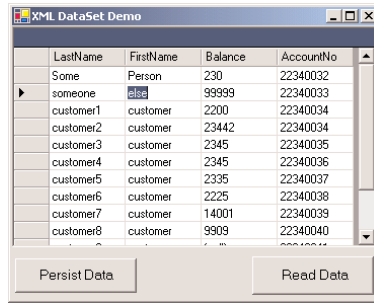 XML DataSet Demo
LastName FirstName Balance AccountNo
Some Person 230 22340032
someone else 99999 22340033
customer1 customer 2200 22340034
customer2 customer 23442 22340034
customer3 customer 2345 22340035
customer4 customer 2345 22340036
customer5 customer 2335 22340037
customer6 customer 2225 22340038
customer7 customer 14001 22340039
customer8 customer 9909 22340040
Persist Data Read Data